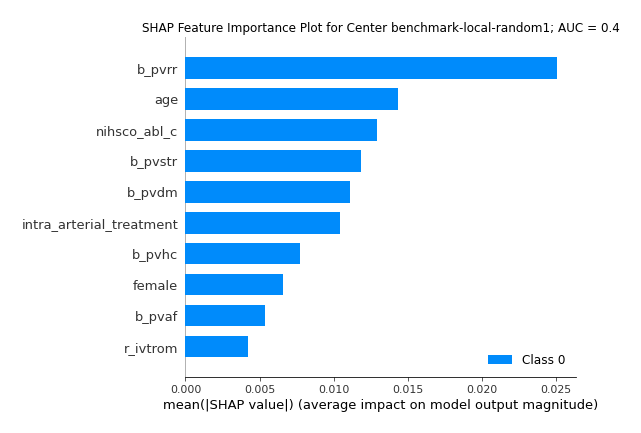 SHAP Feature Importance Plot for Center benchmark-local-random1; AUC = 0.4
b_pvrr
age
nihsco_abl_c
b_pvstr
b_pvdm
intra_arterial_treatment
b_pvhc
female
b_pvaf
r_ivtrom
Class 0
0.000 0.005 0.010 0.015 0.020 0.025
mean(|SHAP value|) (average impact on model output magnitude)